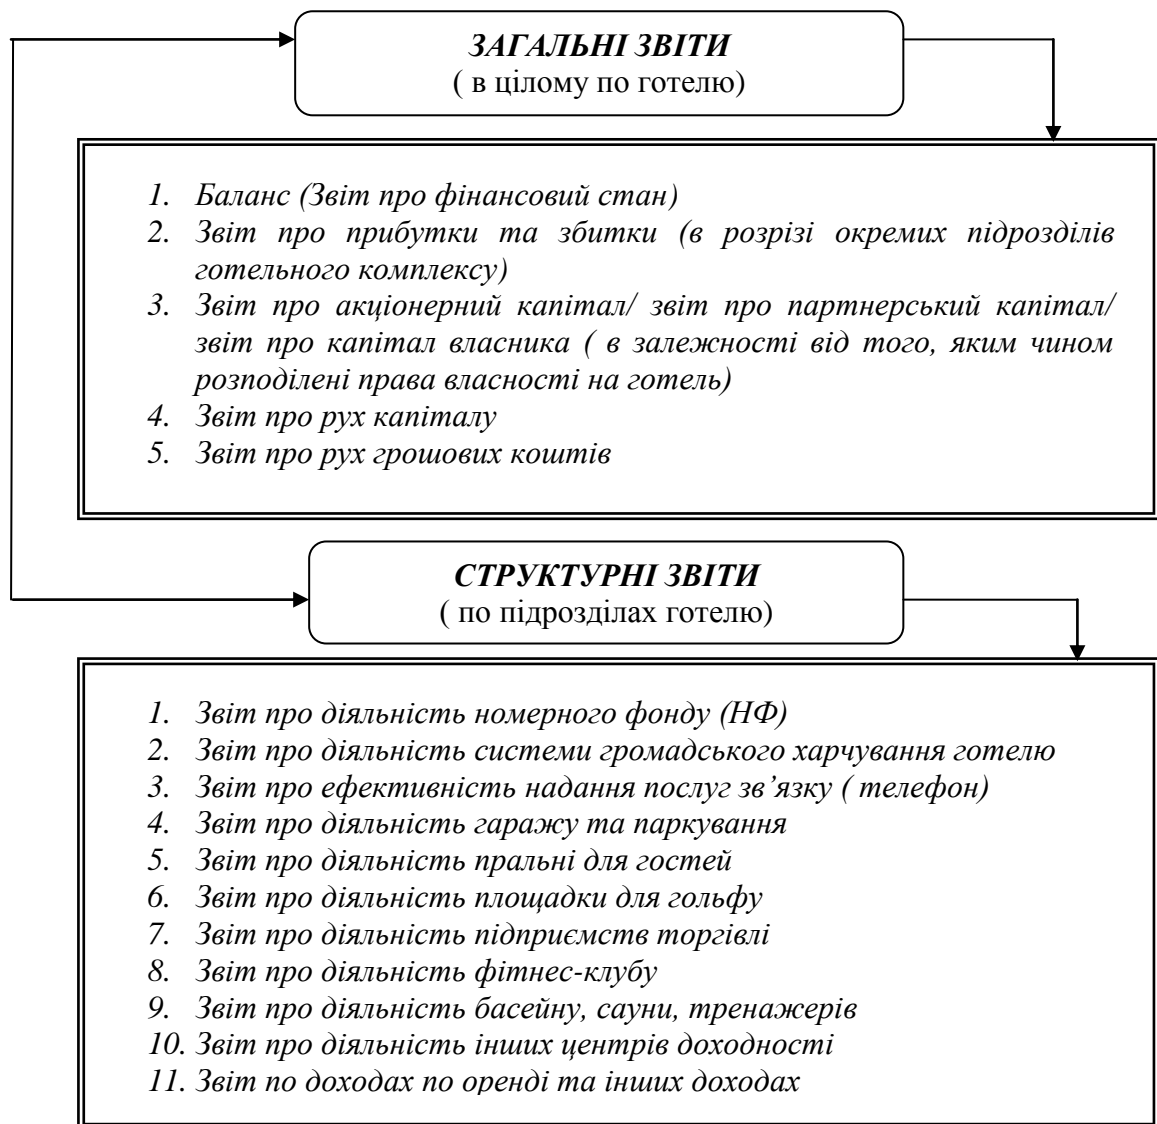 ЗАГАЛЬНІ ЗВІТИ
( в цілому по готелю)
1. Баланс (Звіт про фінансовий стан)
2. Звіт про прибутки та збитки (в розрізі окремих підрозділів
готельного комплексу)
3. Звіт про акціонерний капітал/ звіт про партнерський капітал/
звіт про капітал власника ( в залежності від того, яким чином
розподілені права власності на готель)
4. Звіт про рух капіталу
5. Звіт про рух грошових коштів
СТРУКТУРНІ ЗВІТИ
( по підрозділах готелю)
1. Звіт про діяльність номерного фонду (НФ)
2. Звіт про діяльність системи громадського харчування готелю
3. Звіт про ефективність надання послуг зв’язку ( телефон)
4. Звіт про діяльність гаражу та паркування
5. Звіт про діяльність пральні для гостей
6. Звіт про діяльність площадки для гольфу
7. Звіт про діяльність підприємств торгівлі
8. Звіт про діяльність фітнес-клубу
9. Звіт про діяльність басейну, сауни, тренажерів
10. Звіт про діяльність інших центрів доходності
11. Звіт по доходах по оренді та інших доходах